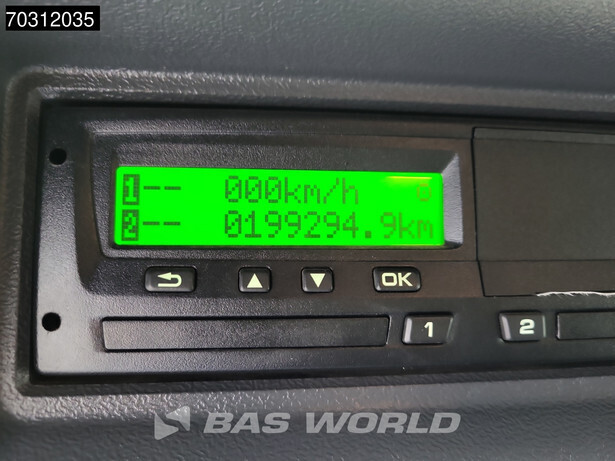 70312035
1-- 000km/h
2-- 0199294.9km
OK
1 2
BAS WORLD